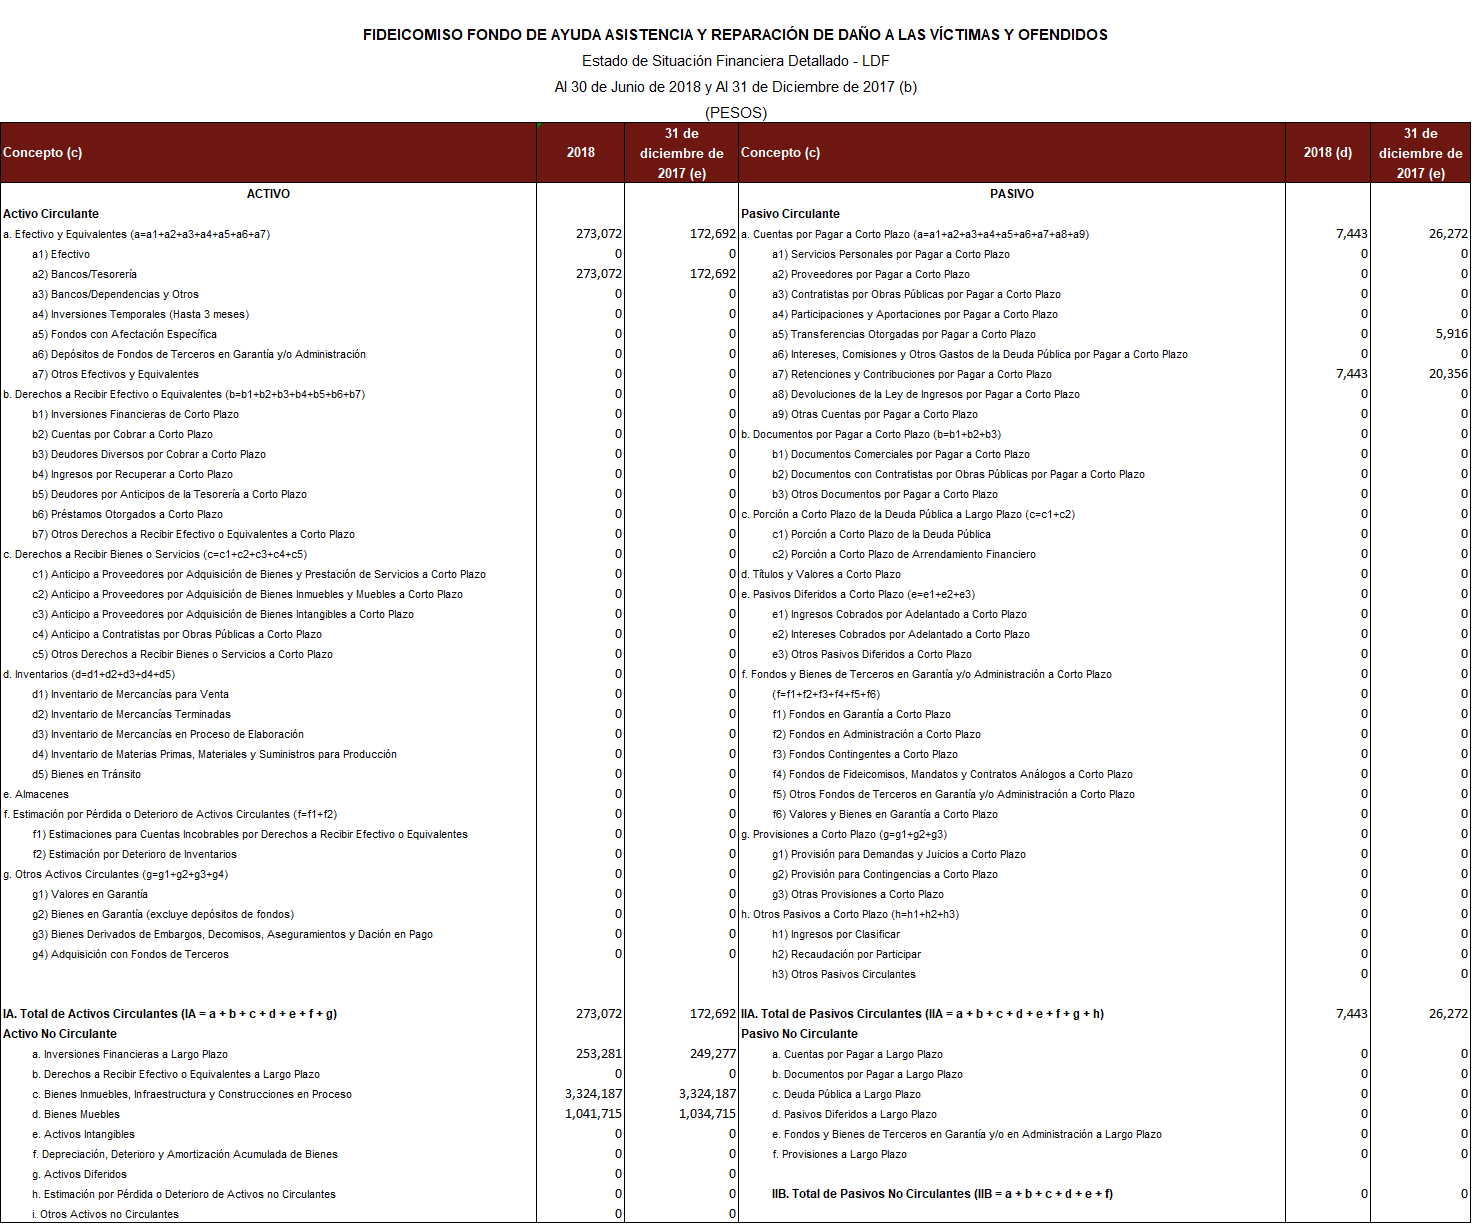 FIDEICOMISO FONDO DE AYUDA ASISTENCIA Y REPARACIÓN DE DAÑO A LAS VÍCTIMAS Y OFENDIDOS
Estado de Situación Financiera Detallado - LDF
Al 30 de Junio de 2018 y Al 31 de Diciembre de 2017 (b)
(PESOS)
Concepto (c) 2018 31 de diciembre de 2017 (e) Concepto (c) 2018 (d) 31 de diciembre de 2017 (e)
ACTIVO PASIVO
Activo Circulante Pasivo Circulante
a. Efectivo y Equivalentes (a=a1+a2+a3+a4+a5+a6+a7) 273,072 172,692 a. Cuentas por Pagar a Corto Plazo (a=a1+a2+a3+a4+a5+a6+a7+a8+a9) 7,443 26,272
a1) Efectivo 0 0 a1) Servicios Personales por Pagar a Corto Plazo 0 0
a2) Bancos/Tesorería 273,072 172,692 a2) Proveedores por Pagar a Corto Plazo 0 0
a3) Bancos/Dependencias y Otros 0 0 a3) Contratistas por Obras Públicas por Pagar a Corto Plazo 0 0
a4) Inversiones Temporales (Hasta 3 meses) 0 0 a4) Participaciones y Aportaciones por Pagar a Corto Plazo 0 0
a5) Fondos con Afectación Específica 0 0 a5) Transferencias Otorgadas por Pagar a Corto Plazo 0 5,916
a6) Depósitos de Fondos de Terceros en Garantía y/o Administración 0 0 a6) Intereses, Comisiones y Otros Gastos de la Deuda Pública por Pagar a Corto Plazo 0 0
a7) Otros Efectivos y Equivalentes 0 0 a7) Retenciones y Contribuciones por Pagar a Corto Plazo 7,443 20,356
b. Derechos a Recibir Efectivo o Equivalentes (b=b1+b2+b3+b4+b5+b6+b7) 0 0 a8) Devoluciones de la Ley de Ingresos por Pagar a Corto Plazo 0 0
b1) Inversiones Financieras de Corto Plazo 0 0 a9) Otras Cuentas por Pagar a Corto Plazo 0 0
b2) Cuentas por Cobrar a Corto Plazo 0 0 b. Documentos por Pagar a Corto Plazo (b=b1+b2+b3) 0 0
b3) Deudores Diversos por Cobrar a Corto Plazo 0 0 b1) Documentos Comerciales por Pagar a Corto Plazo 0 0
b4) Ingresos por Recuperar a Corto Plazo 0 0 b2) Documentos con Contratistas por Obras Públicas por Pagar a Corto Plazo 0 0
b5) Deudores por Anticipos de la Tesorería a Corto Plazo 0 0 b3) Otros Documentos por Pagar a Corto Plazo 0 0
b6) Préstamos Otorgados a Corto Plazo 0 0 c. Porción a Corto Plazo de la Deuda Pública a Largo Plazo (c=c1+c2) 0 0
b7) Otros Derechos a Recibir Efectivo o Equivalentes a Corto Plazo 0 0 c1) Porción a Corto Plazo de la Deuda Pública 0 0
c. Derechos a Recibir Bienes o Servicios (c=c1+c2+c3+c4+c5) 0 0 c2) Porción a Corto Plazo de Arrendamiento Financiero 0 0
c1) Anticipo a Proveedores por Adquisición de Bienes y Prestación de Servicios a Corto Plazo 0 0 d. Títulos y Valores a Corto Plazo 0 0
c2) Anticipo a Proveedores por Adquisición de Bienes Inmuebles y Muebles a Corto Plazo 0 0 e. Pasivos Diferidos a Corto Plazo (e=e1+e2+e3) 0 0
c3) Anticipo a Proveedores por Adquisición de Bienes Intangibles a Corto Plazo 0 0 e1) Ingresos Cobrados por Adelantado a Corto Plazo 0 0
c4) Anticipo a Contratistas por Obras Públicas a Corto Plazo 0 0 e2) Intereses Cobrados por Adelantado a Corto Plazo 0 0
c5) Otros Derechos a Recibir Bienes o Servicios a Corto Plazo 0 0 e3) Otros Pasivos Diferidos a Corto Plazo 0 0
d. Inventarios (d=d1+d2+d3+d4+d5) 0 0 f. Fondos y Bienes de Terceros en Garantía y/o Administración a Corto Plazo 0 0
d1) Inventario de Mercancías para Venta 0 0 (f=f1+f2+f3+f4+f5+f6) 0 0
d2) Inventario de Mercancías Terminadas 0 0 f1) Fondos en Garantía a Corto Plazo 0 0
d3) Inventario de Mercancías en Proceso de Elaboración 0 0 f2) Fondos en Administración a Corto Plazo 0 0
d4) Inventario de Materias Primas, Materiales y Suministros para Producción 0 0 f3) Fondos Contingentes a Corto Plazo 0 0
d5) Bienes en Tránsito 0 0 f4) Fondos de Fideicomisos, Mandatos y Contratos Análogos a Corto Plazo 0 0
e. Almacenes 0 0 f5) Otros Fondos de Terceros en Garantía y/o Administración a Corto Plazo 0 0
f. Estimación por Pérdida o Deterioro de Activos Circulantes (f=f1+f2) 0 0 f6) Valores y Bienes en Garantía a Corto Plazo 0 0
f1) Estimaciones para Cuentas Incobrables por Derechos a Recibir Efectivo o Equivalentes 0 0 g. Provisiones a Corto Plazo (g=g1+g2+g3) 0 0
f2) Estimación por Deterioro de Inventarios 0 0 g1) Provisión para Demandas y Juicios a Corto Plazo 0 0
g. Otros Activos Circulantes (g=g1+g2+g3+g4) 0 0 g2) Provisión para Contingencias a Corto Plazo 0 0
g1) Valores en Garantía 0 0 g3) Otras Provisiones a Corto Plazo 0 0
g2) Bienes en Garantía (excluye depósitos de fondos) 0 0 h. Otros Pasivos a Corto Plazo (h=h1+h2+h3) 0 0
g3) Bienes Derivados de Embargos, Decomisos, Aseguramientos y Dación en Pago 0 0 h1) Ingresos por Clasificar 0 0
g4) Adquisición con Fondos de Terceros 0 0 h2) Recaudación por Participar 0 0
h3) Otros Pasivos Circulantes 0 0
IA. Total de Activos Circulantes (IA = a + b + c + d + e + f + g) 273,072 172,692 IIA. Total de Pasivos Circulantes (IIA = a + b + c + d + e + f + g + h) 7,443 26,272
Activo No Circulante Pasivo No Circulante
a. Inversiones Financieras a Largo Plazo 253,281 249,277 a. Cuentas por Pagar a Largo Plazo 0 0
b. Derechos a Recibir Efectivo o Equivalentes a Largo Plazo 0 0 b. Documentos por Pagar a Largo Plazo 0 0
c. Bienes Inmuebles, Infraestructura y Construcciones en Proceso 3,324,187 3,324,187 c. Deuda Pública a Largo Plazo 0 0
d. Bienes Muebles 1,041,715 1,034,715 d. Pasivos Diferidos a Largo Plazo 0 0
e. Activos Intangibles 0 0 e. Fondos y Bienes de Terceros en Garantía y/o en Administración a Largo Plazo 0 0
f. Depreciación, Deterioro y Amortización Acumulada de Bienes 0 0 f. Provisiones a Largo Plazo 0 0
g. Activos Diferidos 0 0
h. Estimación por Pérdida o Deterioro de Activos no Circulantes 0 0 IIB. Total de Pasivos No Circulantes (IIB = a + b + c + d + e + f) 0 0
i. Otros Activos no Circulantes 0 0